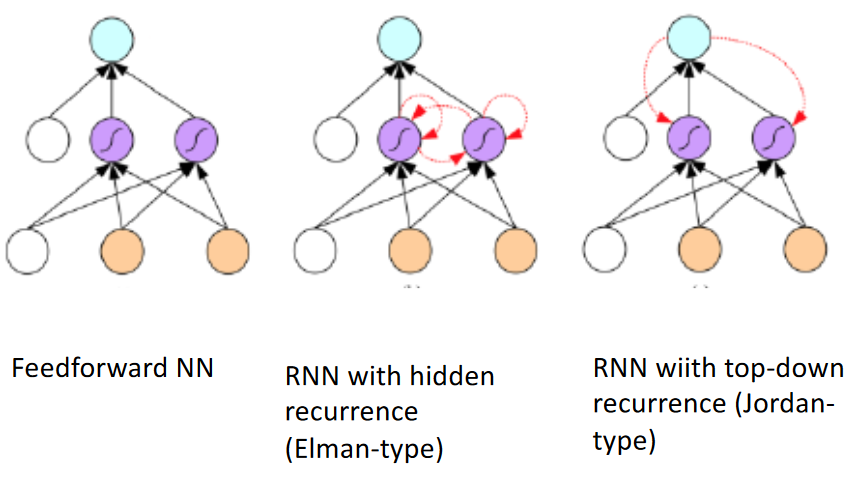 Feedforward NN
RNN with hidden
recurrence
(Elman-type)
RNN wiith top-down
recurrence (Jordan-
type)